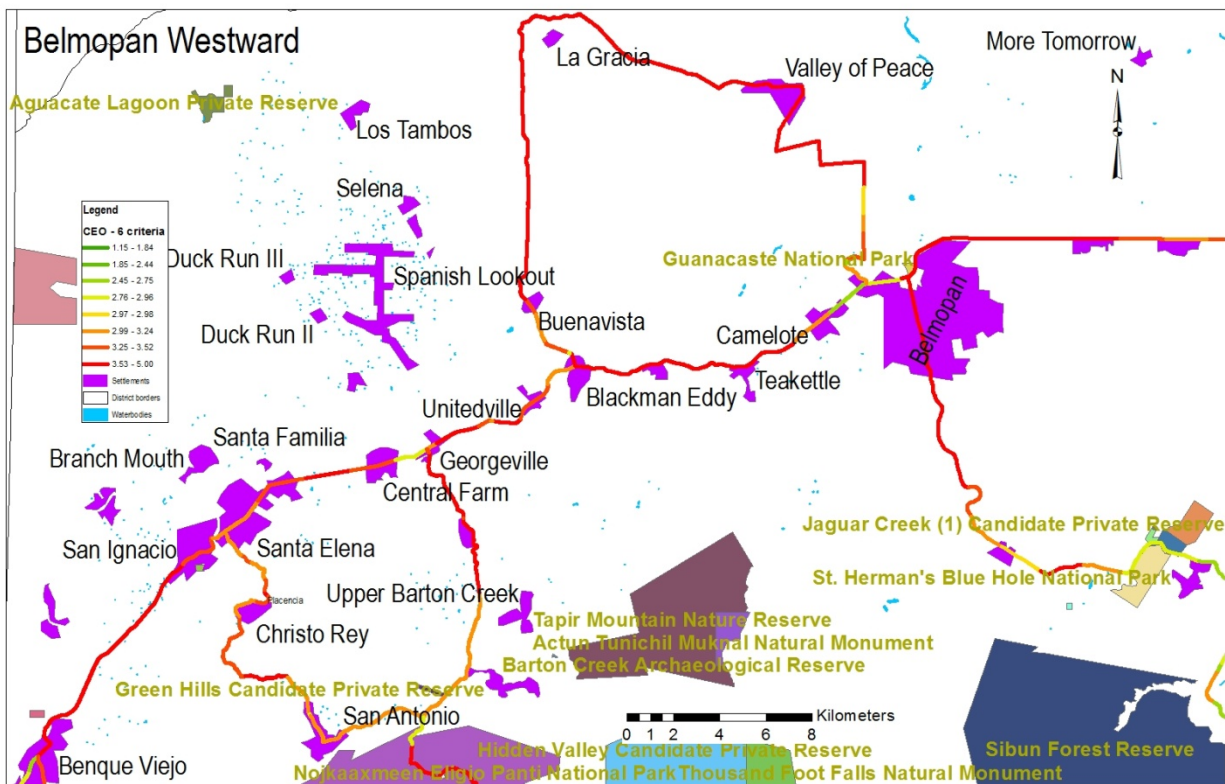 Belmopan Westward
La Gracia
More Tomorrow
N
Valley of Peace
Aguacate Lagoon Private Reserve
Los Tambos
Selena
Legend
CEO - 6 criteria
1.15 - 1.84
1.85 - 2.44
2.45 - 2.75
2.76 - 2.96
2.97 - 2.98
2.99 - 3.24
3.25 - 3.52
3.53 - 5.00
Settlements
District borders
Waterbodies
Duck Run III
Guanacaste National Park
Spanish Lookout
Buenavista
Duck Run II
Camelote
Belmopan
Teakettle
Blackman Eddy
Unitedville
Santa Familia
Branch Mouth
Georgeville
Central Farm
Jaguar Creek (1) Candidate Private Reserve
San Ignacio
Santa Elena
St. Herman's Blue Hole National Park
Upper Barton Creek
Placencia
Tapir Mountain Nature Reserve
Christo Rey
Actun Tunichil Muknal Natural Monument
Barton Creek Archaeological Reserve
Green Hills Candidate Private Reserve
San Antonio
Kilometers
0 1 2 4 6 8
Hidden Valley Candidate Private Reserve
Sibun Forest Reserve
Benque Viejo
Nojkaaxmeen Eligio Panti National Park
Thousand Foot Falls Natural Monument